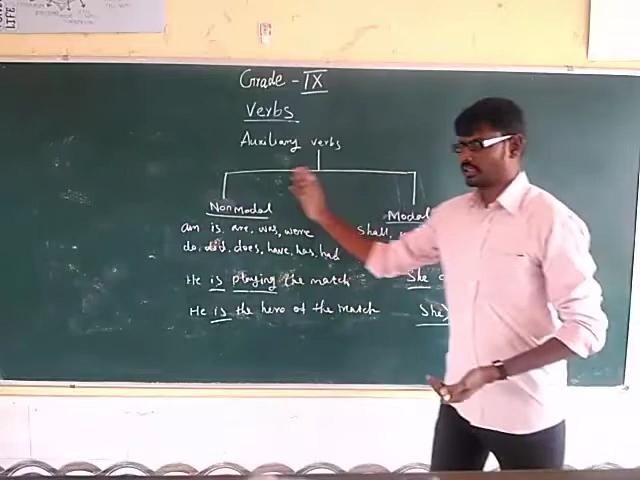 LIFE
Grade - IX
Verbs
Auxiliary verbs
Non modal
Modal
am is, are, was, were
Shall,
do, did, does, have, has, had
He is playing the match
She
He is the hero of the match
She